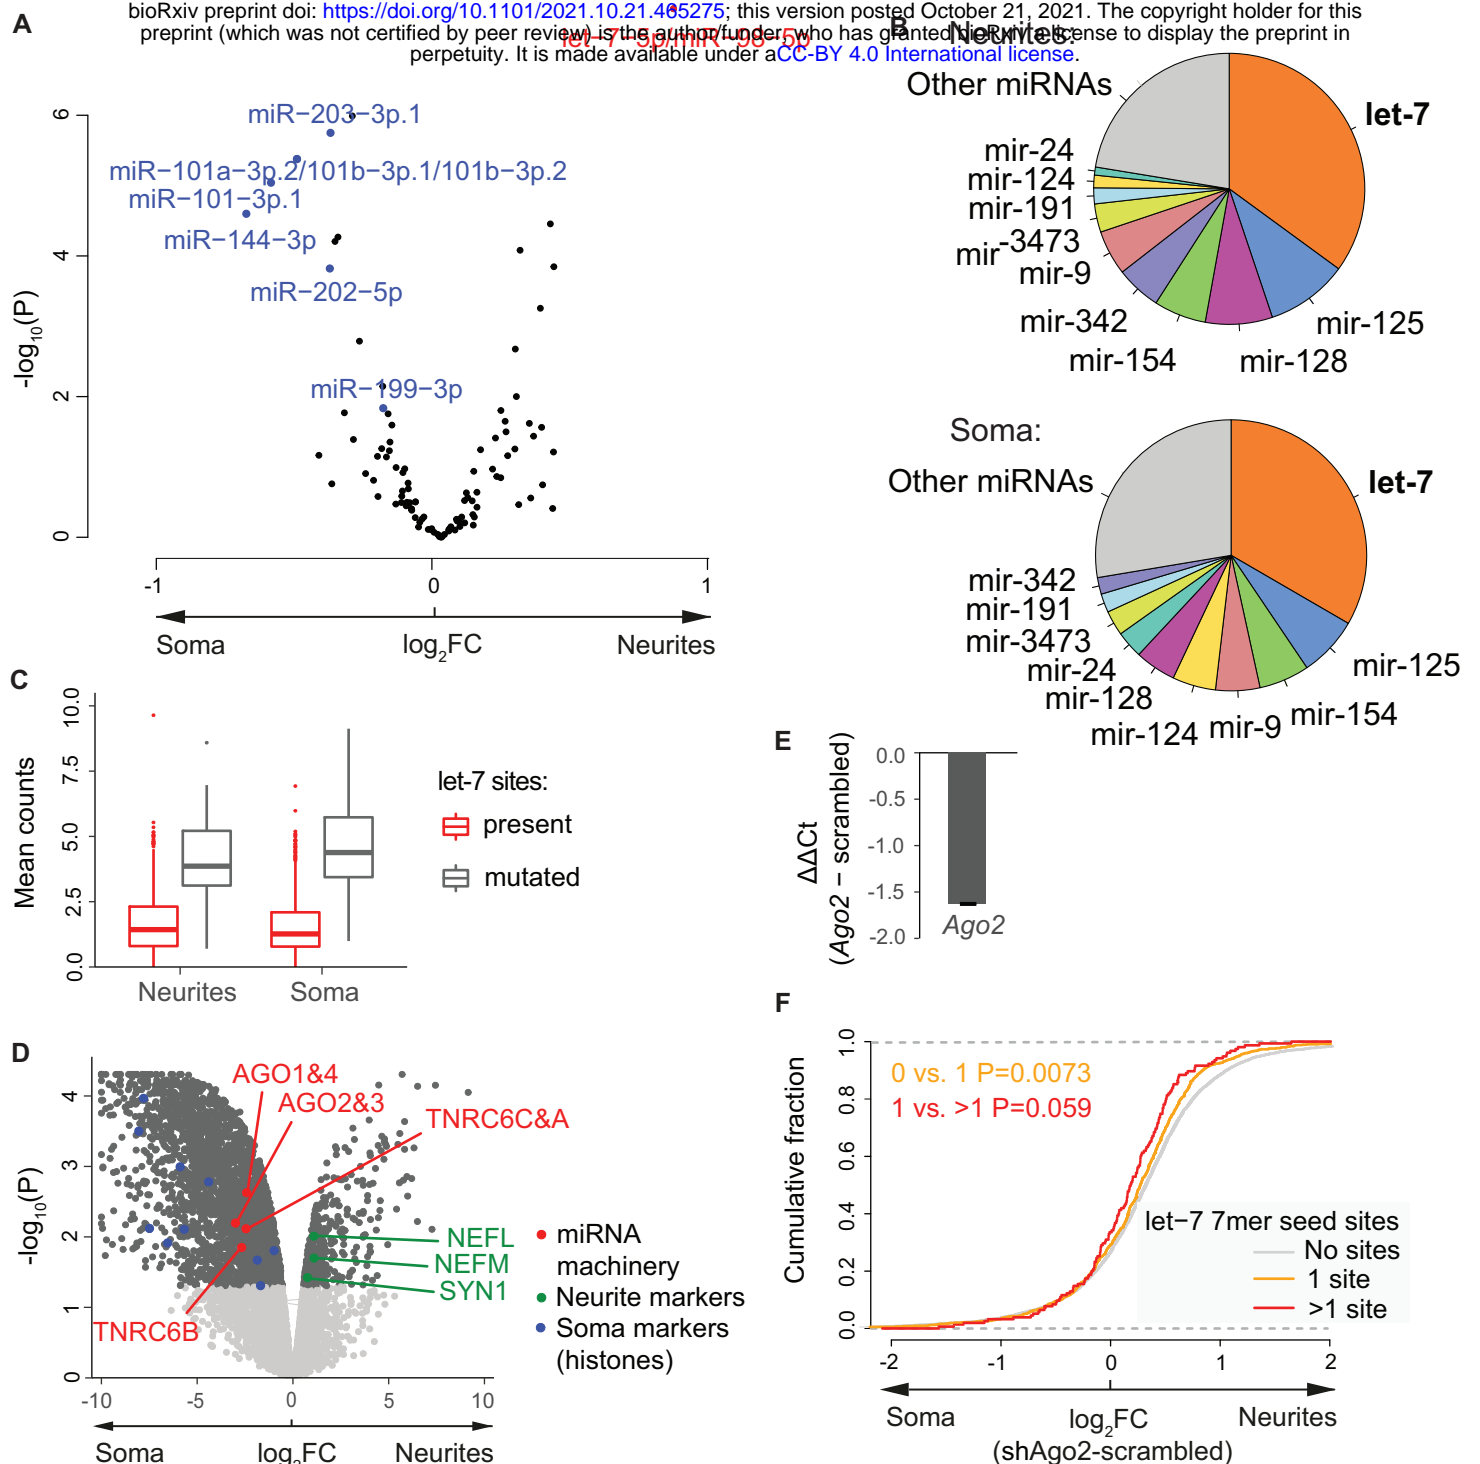 bioRxiv preprint doi: https://doi.org/10.1101/2021.10.21.465275; this version posted October 21, 2021. The copyright holder for this
preprint (which was not certified by peer review) is the author/funder, who has granted bioRxiv a license to display the preprint in
perpetuity. It is made available under aCC-BY 4.0 International license.
A
let−7−5p/miR−98−5p
miR−203−3p.1
miR−101a−3p.2/101b−3p.1/101b−3p.2
miR−101−3p.1
miR−144−3p
miR−202−5p
miR−199−3p
-log10(P)
6
4
2
0
-1
0
1
Soma
log2FC
Neurites
B
Neurites:
Other miRNAs
let-7
mir-24
mir-124
mir-191
mir-3473
mir-9
mir-342
mir-154
mir-128
mir-125
Soma:
Other miRNAs
let-7
mir-342
mir-191
mir-3473
mir-24
mir-128
mir-124
mir-9
mir-154
mir-125
C
Mean counts
10.0
7.5
5.0
2.5
0.0
Neurites
Soma
let-7 sites:
present
mutated
E
ΔΔCt
(Ago2 − scrambled)
0.0
-0.5
-1.0
-1.5
-2.0
Ago2
D
-log10(P)
4
3
2
1
0
AGO1&4
AGO2&3
TNRC6C&A
TNRC6B
NEFL
NEFM
SYN1
miRNA
machinery
Neurite markers
Soma markers
(histones)
-10
-5
0
5
10
Soma
log2FC
Neurites
F
Cumulative fraction
1.0
0.8
0.6
0.4
0.2
0.0
0 vs. 1 P=0.0073
1 vs. >1 P=0.059
let−7 7mer seed sites
No sites
1 site
>1 site
-2
-1
0
1
2
Soma
log2FC
Neurites
(shAgo2-scrambled)